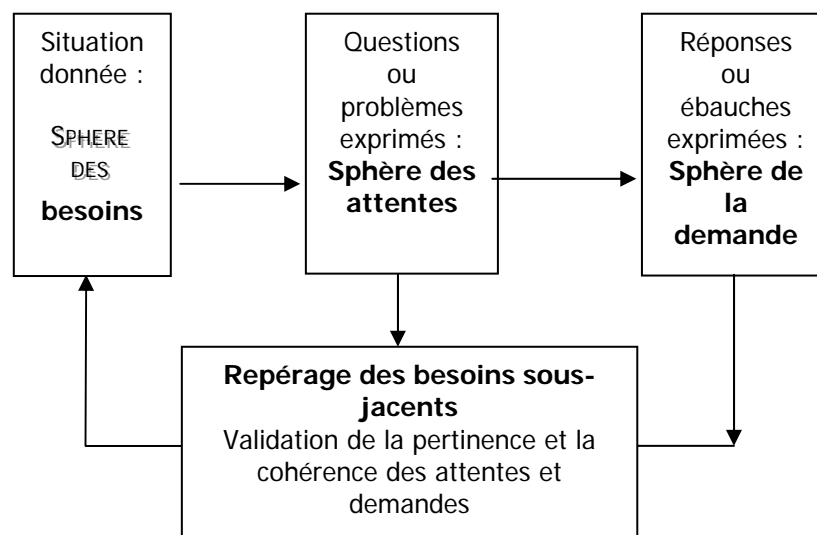 Situation
donnée :
SPHERE
DES
besoins
Questions
ou
problèmes
exprimés :
Sphère des
attentes
Réponses
ou
ébauches
exprimées :
Sphère de
la
demande
Repérage des besoins sous-
jacents
Validation de la pertinence et la
cohérence des attentes et
demandes